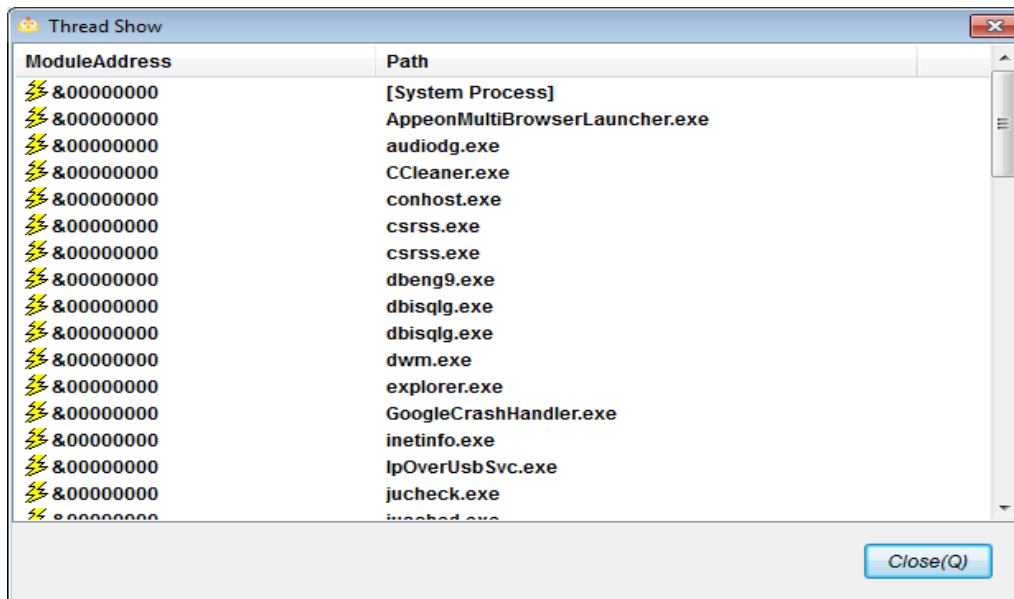 Thread Show
ModuleAddress Path
&00000000 [System Process]
&00000000 AppeonMultiBrowserLauncher.exe
&00000000 audiodg.exe
&00000000 CCleaner.exe
&00000000 conhost.exe
&00000000 csrss.exe
&00000000 csrss.exe
&00000000 dbeng9.exe
&00000000 dbisqlg.exe
&00000000 dbisqlg.exe
&00000000 dwm.exe
&00000000 explorer.exe
&00000000 GoogleCrashHandler.exe
&00000000 inetinfo.exe
&00000000 IpOverUsbSvc.exe
&00000000 jucheck.exe
&00000000
Close(Q)